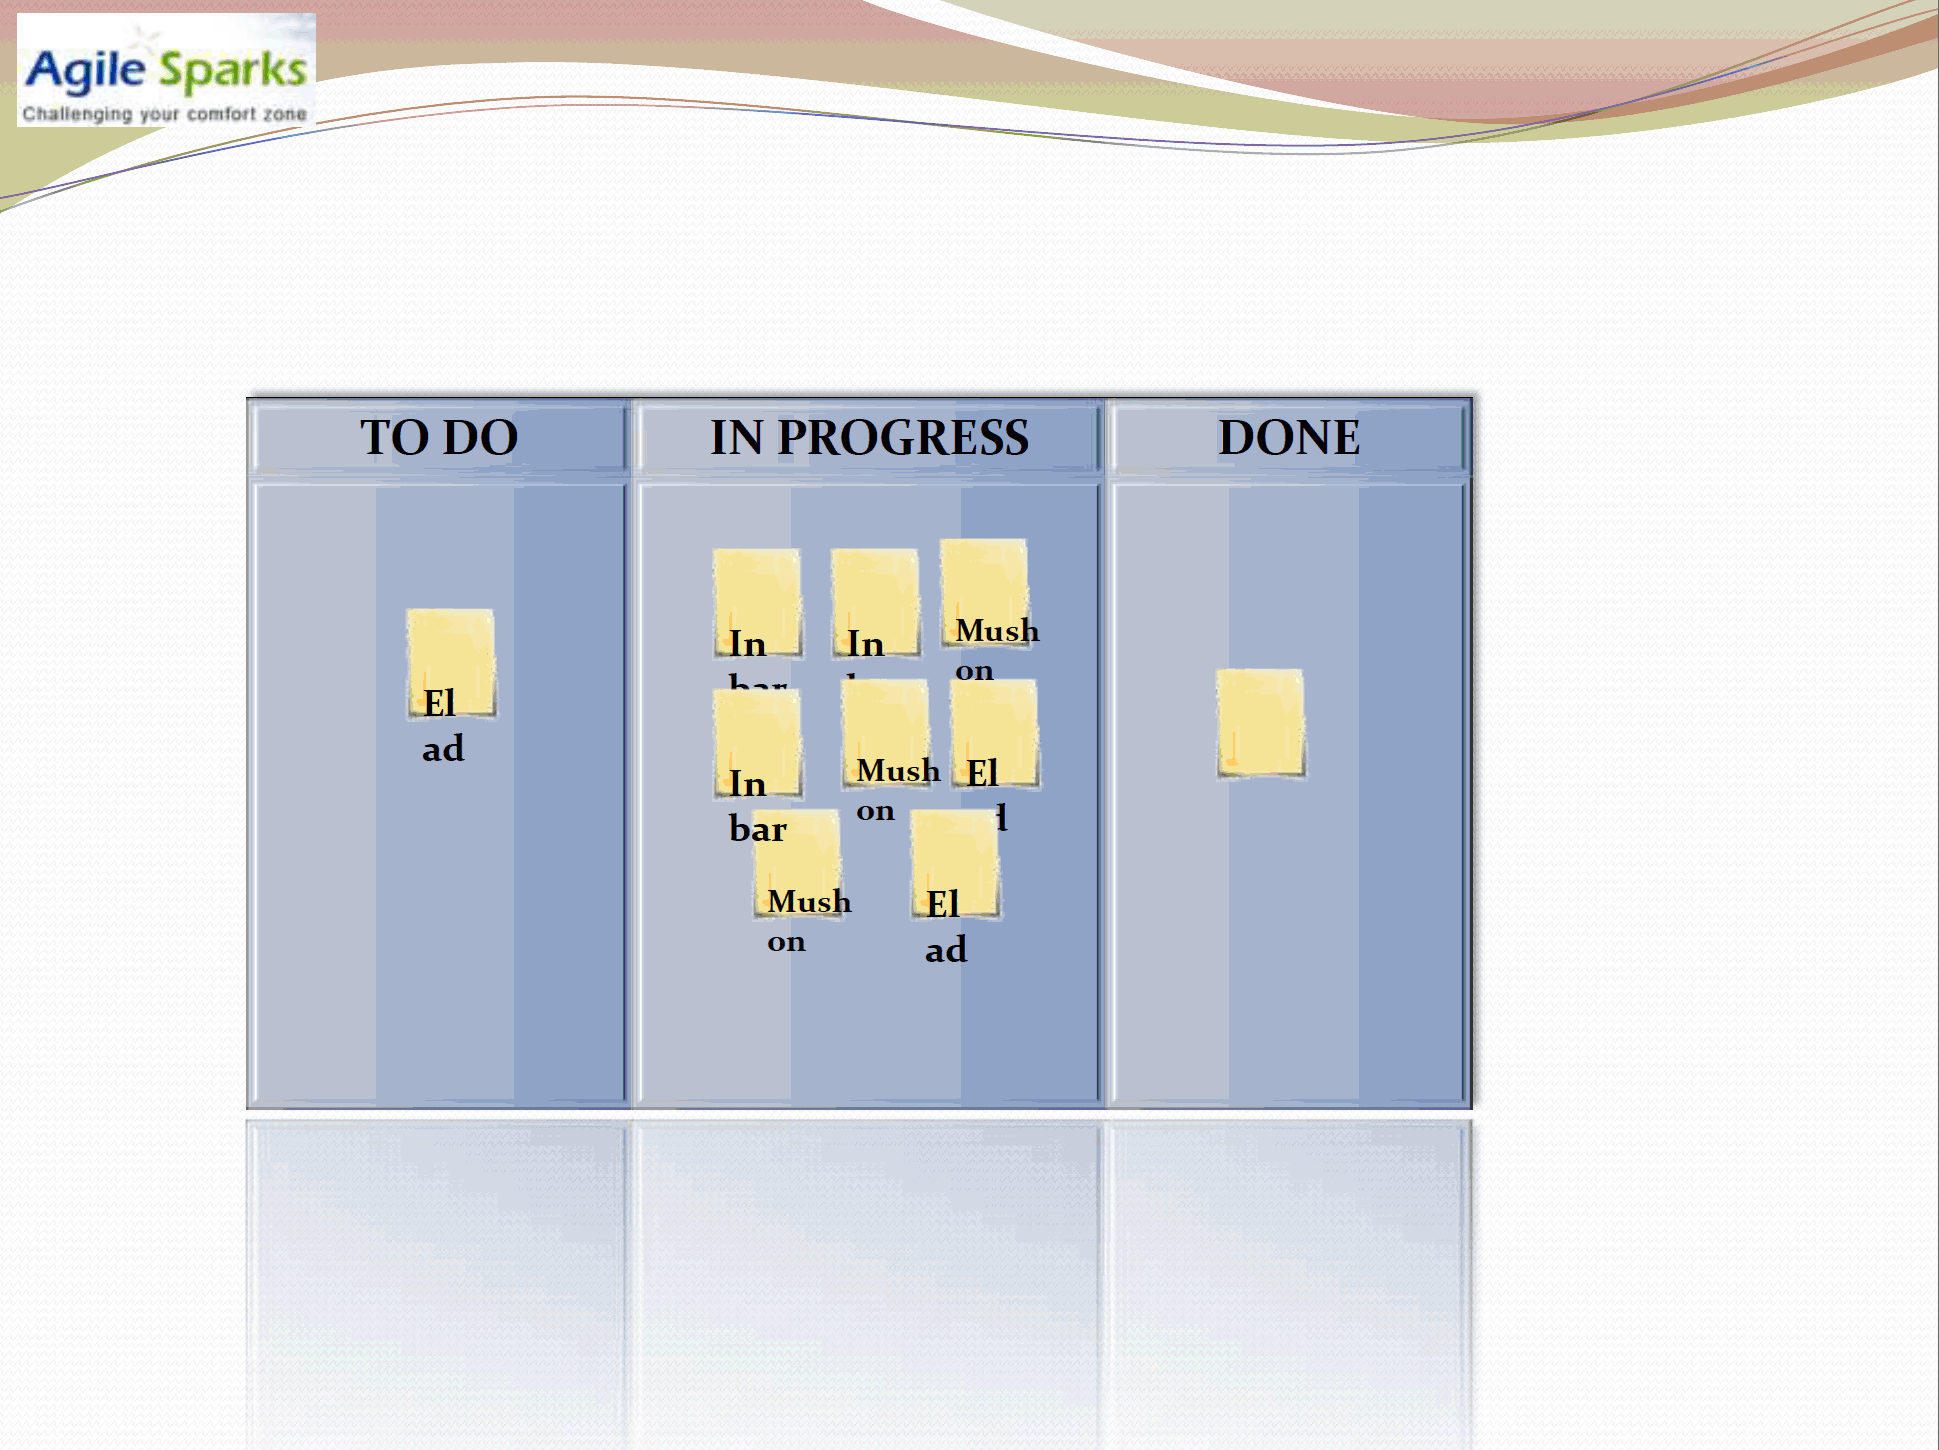 Agile Sparks
Challenging your comfort zone
TO DO
IN PROGRESS
DONE
El
ad
In
bar
In
Mush
on
In
bar
Mush
on
El
Mush
on
El
ad